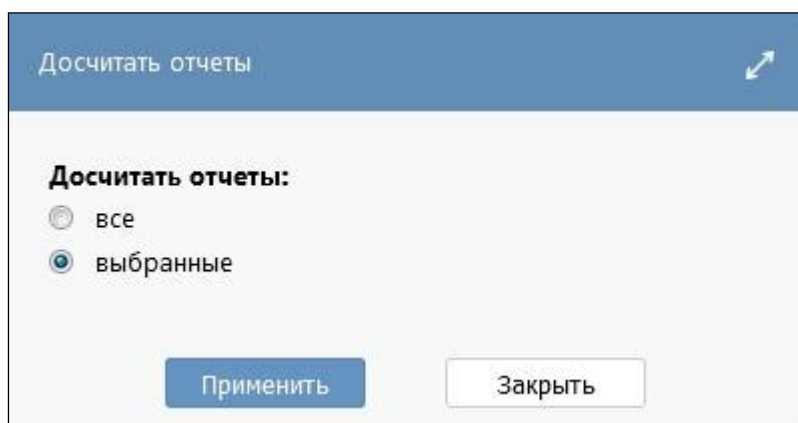 Досчитать отчеты
Досчитать отчеты:
все
выбранные
Применить Закрыть